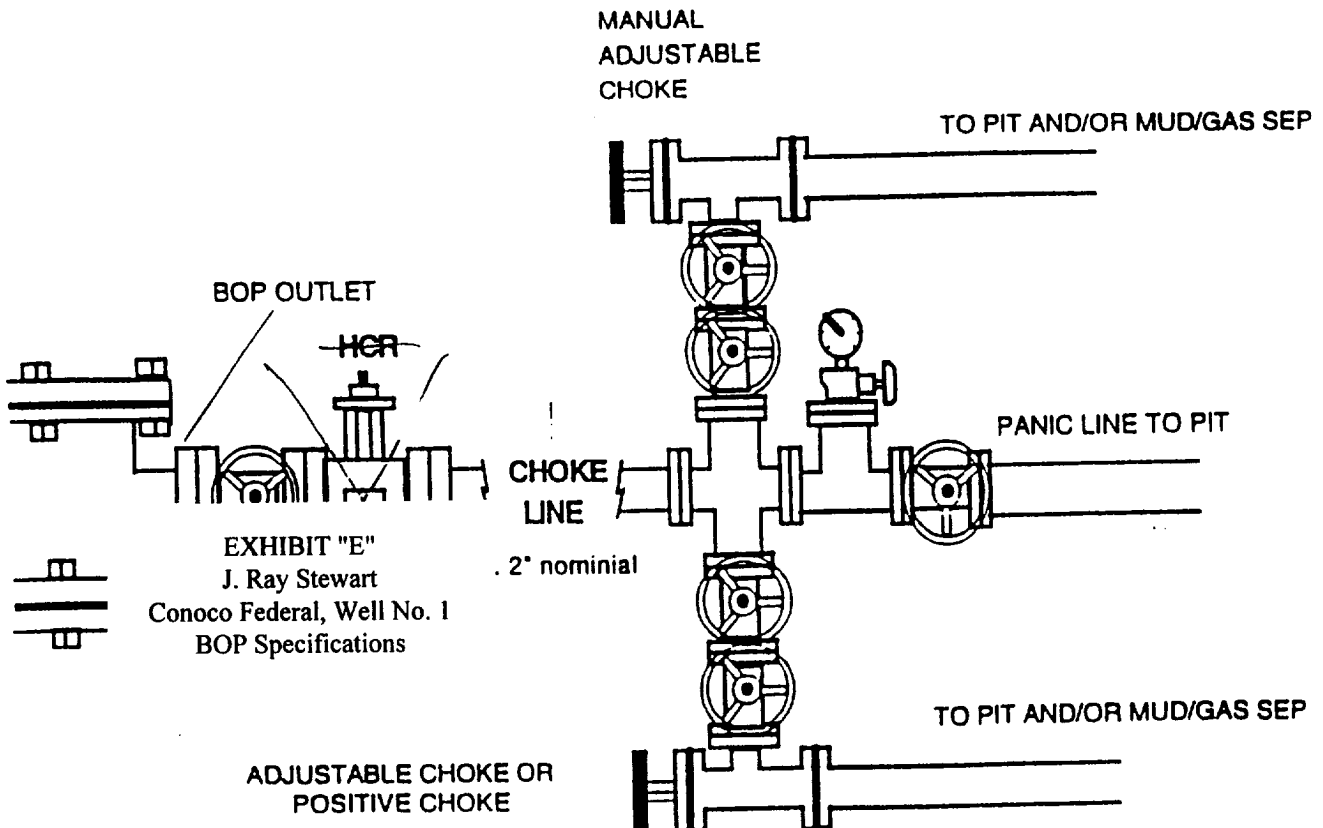 MANUAL
ADJUSTABLE
CHOKE
TO PIT AND/OR MUD/GAS SEP
BOP OUTLET
HCR
PANIC LINE TO PIT
CHOKE
LINE
. 2" nominial
EXHIBIT "E"
J. Ray Stewart
Conoco Federal, Well No. 1
BOP Specifications
TO PIT AND/OR MUD/GAS SEP
ADJUSTABLE CHOKE OR
POSITIVE CHOKE